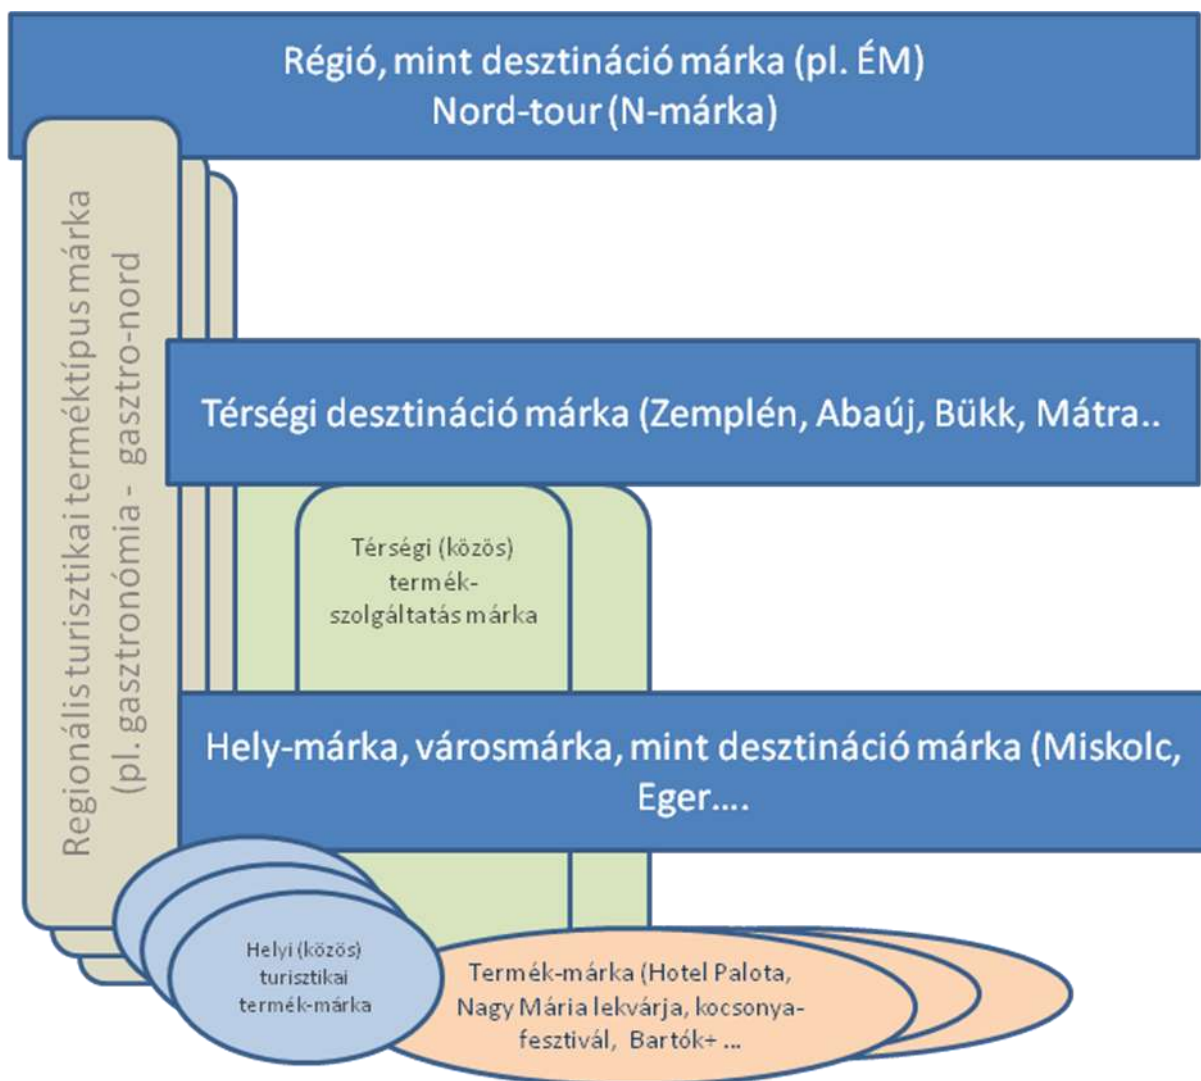 Régió, mint desztináció márka (pl. ÉM)
Nord-tour (N-márka)
Regionális turisztikai terméktípus márka
(pl. gasztronómia - gasztro-nord
Térségi desztináció márka (Zemplén, Abaúj, Bükk, Mátra..
Térségi (közös)
termék-
szolgáltatás márka
Hely-márka, városmárka, mint desztináció márka (Miskolc,
Eger....
Helyi (közös)
turisztikai
termék-márka
Termék-márka (Hotel Palota,
Nagy Mária lekvárja, kocsonya-
fesztivál, Bartók+ ...